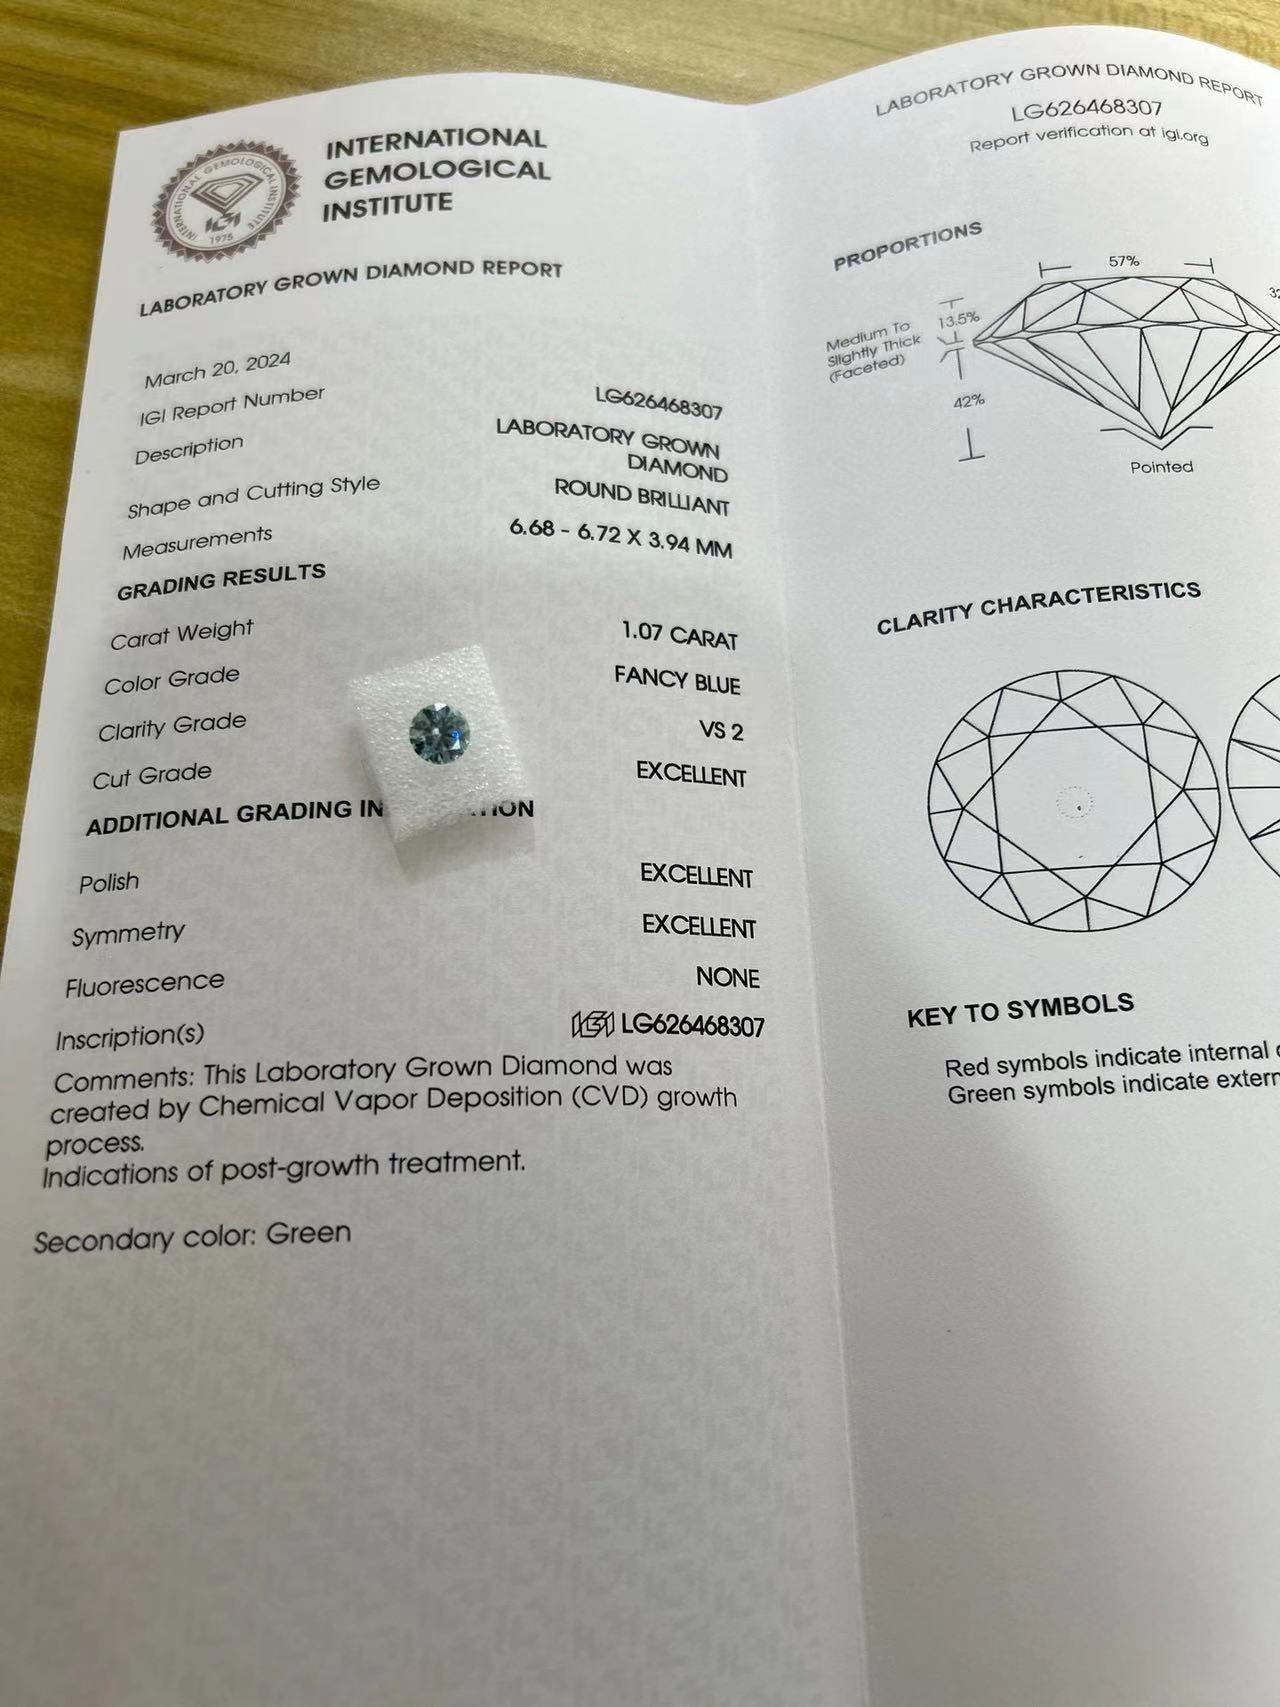 INTERNATIONAL GEMOLOGICAL INSTITUTE
IGI
1975
INTERNATIONAL
GEMOLOGICAL
INSTITUTE
LABORATORY GROWN DIAMOND REPORT
March 20, 2024
IGI Report Number LG626468307
Description LABORATORY GROWN
DIAMOND
Shape and Cutting Style ROUND BRILLIANT
Measurements 6.68 - 6.72 X 3.94 MM
GRADING RESULTS
Carat Weight 1.07 CARAT
Color Grade FANCY BLUE
Clarity Grade VS 2
Cut Grade EXCELLENT
ADDITIONAL GRADING
Polish EXCELLENT
Symmetry EXCELLENT
Fluorescence NONE
Inscription(s) IGI LG626468307
Comments: This Laboratory Grown Diamond was
created by Chemical Vapor Deposition (CVD) growth
process.
Indications of post-growth treatment.
Secondary color: Green
LABORATORY GROWN DIAMOND REPORT
LG626468307
Report verification at igi.org
PROPORTIONS
57%
13.5%
Medium To
Slightly Thick
(Faceted)
42%
Pointed
CLARITY CHARACTERISTICS
KEY TO SYMBOLS
Red symbols indicate internal
Green symbols indicate